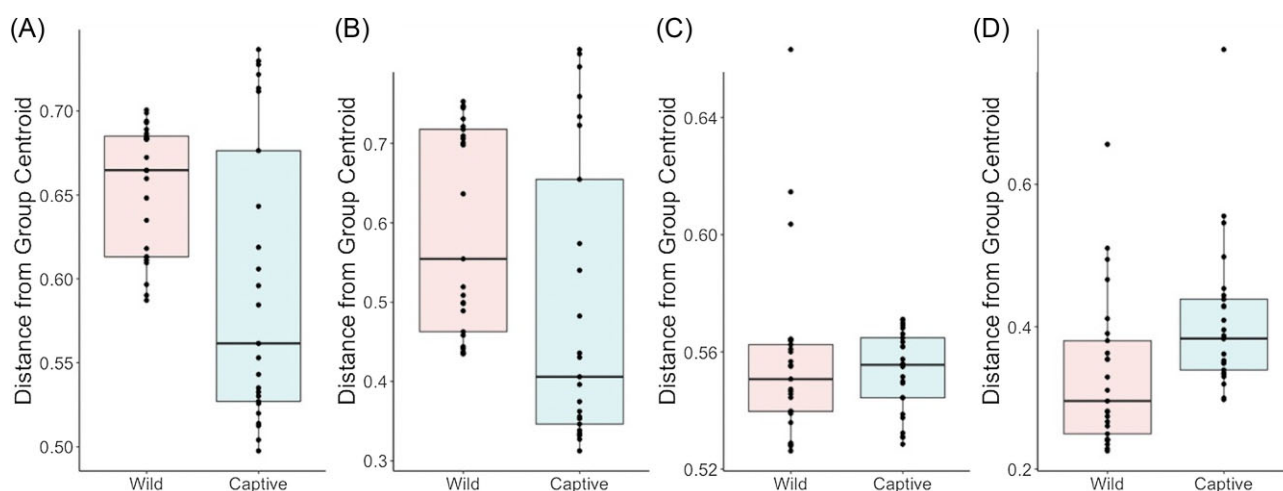 (A)
Distance from Group Centroid
0.70
0.65
0.60
0.55
0.50
Wild
Captive
(B)
Distance from Group Centroid
0.7
0.6
0.5
0.4
0.3
Wild
Captive
(C)
Distance from Group Centroid
0.64
0.60
0.56
0.52
Wild
Captive
(D)
Distance from Group Centroid
0.6
0.4
0.2
Wild
Captive